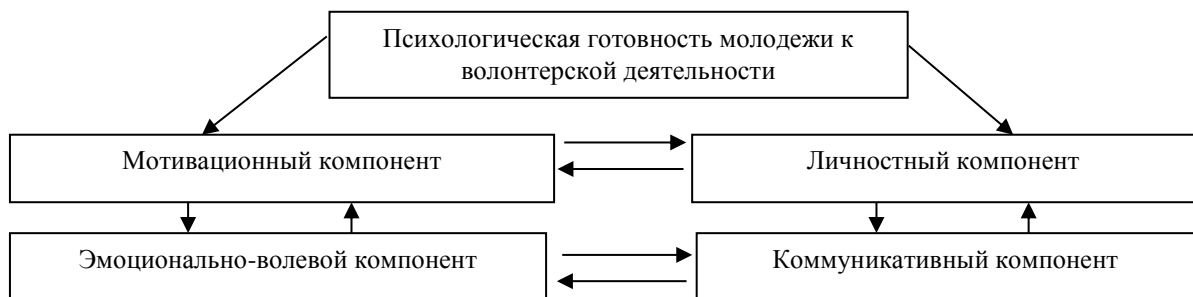 Психологическая готовность молодежи к
волонтерской деятельности
Мотивационный компонент
Личностный компонент
Эмоционально-волевой компонент
Коммуникативный компонент